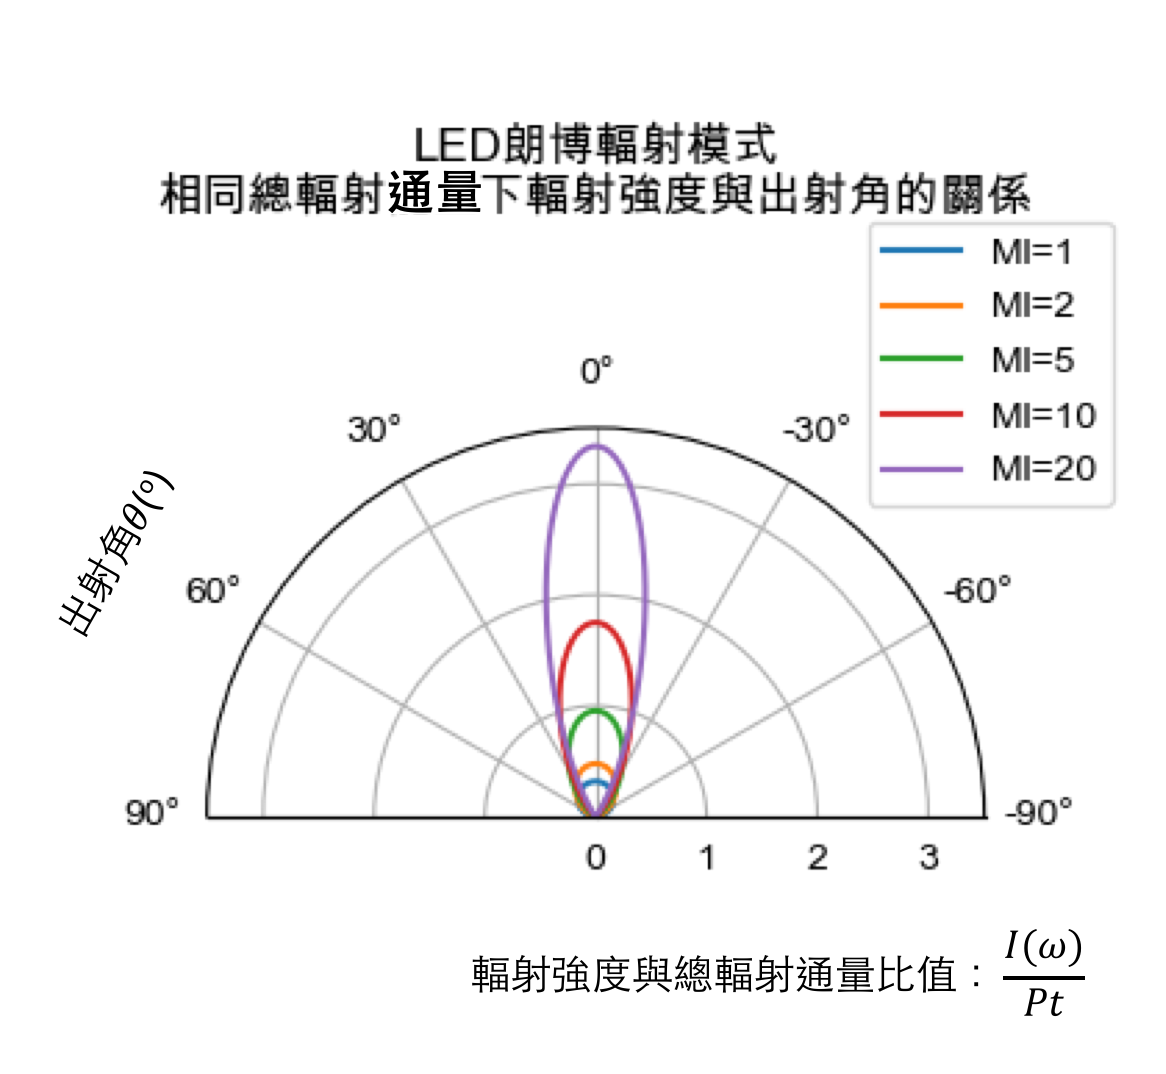 LED朗博輻射模式
相同總輻射通量下輻射強度與出射角的關係
MI=1
MI=2
MI=5
MI=10
MI=20
0°
30°
-30°
60°
-60°
90°
-90°
出射角θ(°)
0 1 2 3
輻射強度與總輻射通量比值：I(ω)/Pt